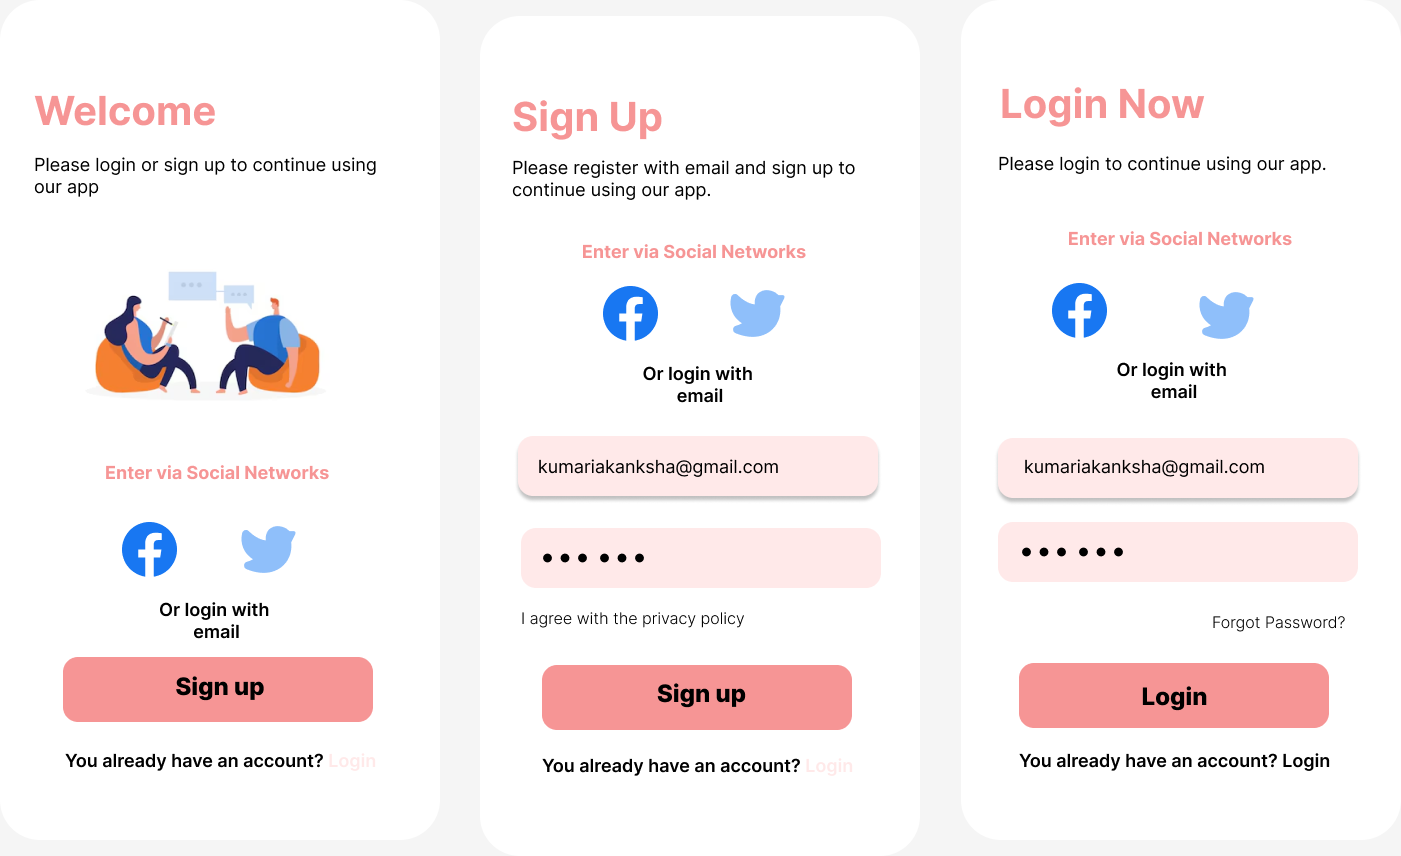 Welcome
Please login or sign up to continue using
our app
Enter via Social Networks
Or login with
email
Sign up
You already have an account? Login
Sign Up
Please register with email and sign up to
continue using our app.
Enter via Social Networks
Or login with
email
kumariakanksha@gmail.com
I agree with the privacy policy
Sign up
You already have an account? Login
Login Now
Please login to continue using our app.
Enter via Social Networks
Or login with
email
kumariakanksha@gmail.com
Forgot Password?
Login
You already have an account? Login